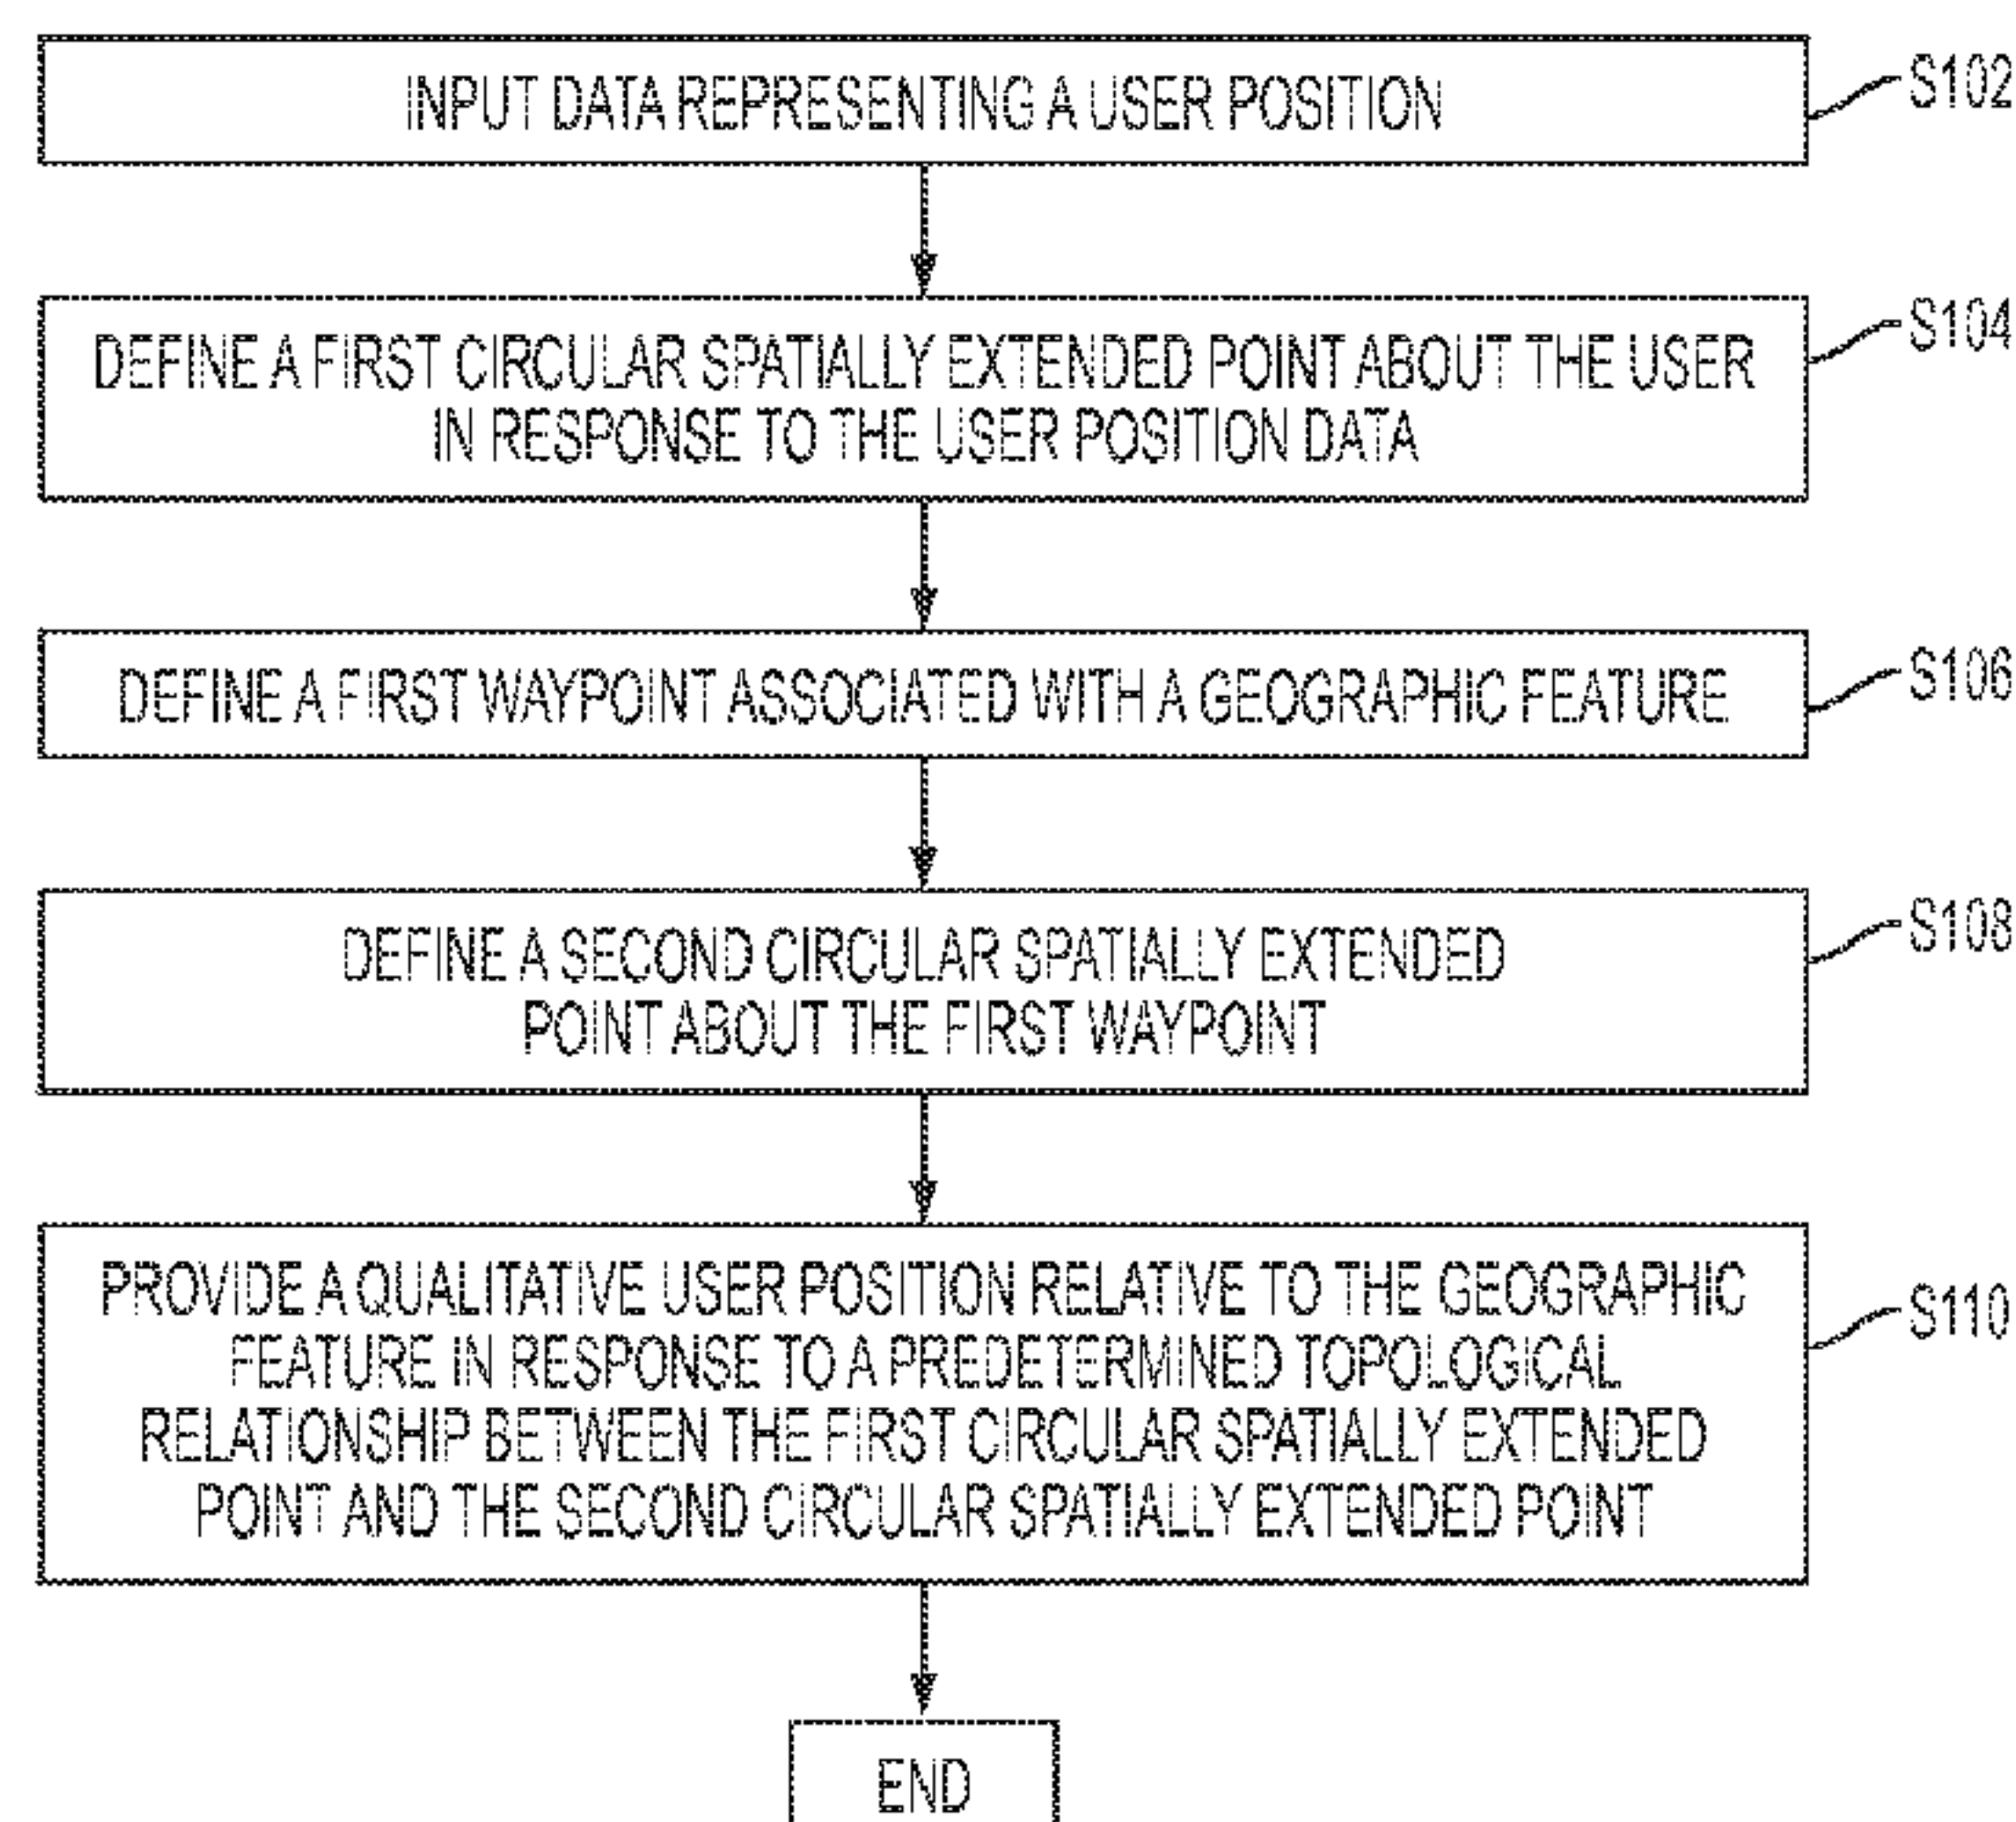 INPUT DATA REPRESENTING A USER POSITION
S102
DEFINE A FIRST CIRCULAR SPATIALLY EXTENDED POINT ABOUT THE USER
IN RESPONSE TO THE USER POSITION DATA
S104
DEFINE A FIRST WAYPOINT ASSOCIATED WITH A GEOGRAPHIC FEATURE
S106
DEFINE A SECOND CIRCULAR SPATIALLY EXTENDED
POINT ABOUT THE FIRST WAYPOINT
S108
PROVIDE A QUALITATIVE USER POSITION RELATIVE TO THE GEOGRAPHIC
FEATURE IN RESPONSE TO A PREDETERMINED TOPOLOGICAL
RELATIONSHIP BETWEEN THE FIRST CIRCULAR SPATIALLY EXTENDED
POINT AND THE SECOND CIRCULAR SPATIALLY EXTENDED POINT
S110
END